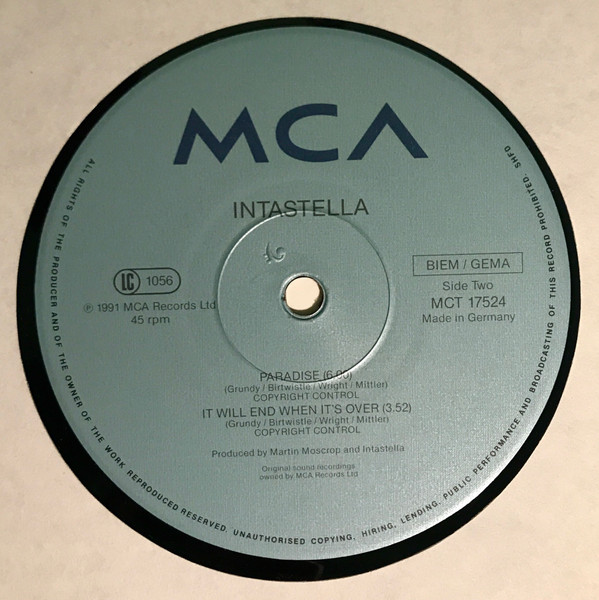 MCA
INTASTELLA
LC 1056
℗ 1991 MCA Records Ltd
45 rpm
BIEM / GEMA
Side Two
MCT 17524
Made in Germany
PARADISE (6.00)
(Grundy / Birtwistle / Wright / Mittler)
COPYRIGHT CONTROL
IT WILL END WHEN IT'S OVER (3.52)
(Grundy / Birtwistle / Wright / Mittler)
COPYRIGHT CONTROL
Produced by Martin Moscrop and Intastella
Original sound recordings
owned by MCA Records Ltd
ALL RIGHTS OF THE PRODUCER AND OF THE OWNER OF THE WORK REPRODUCED RESERVED. UNAUTHORISED COPYING, HIRING, LENDING, PUBLIC PERFORMANCE AND BROADCASTING OF THIS RECORD PROHIBITED. SHFD